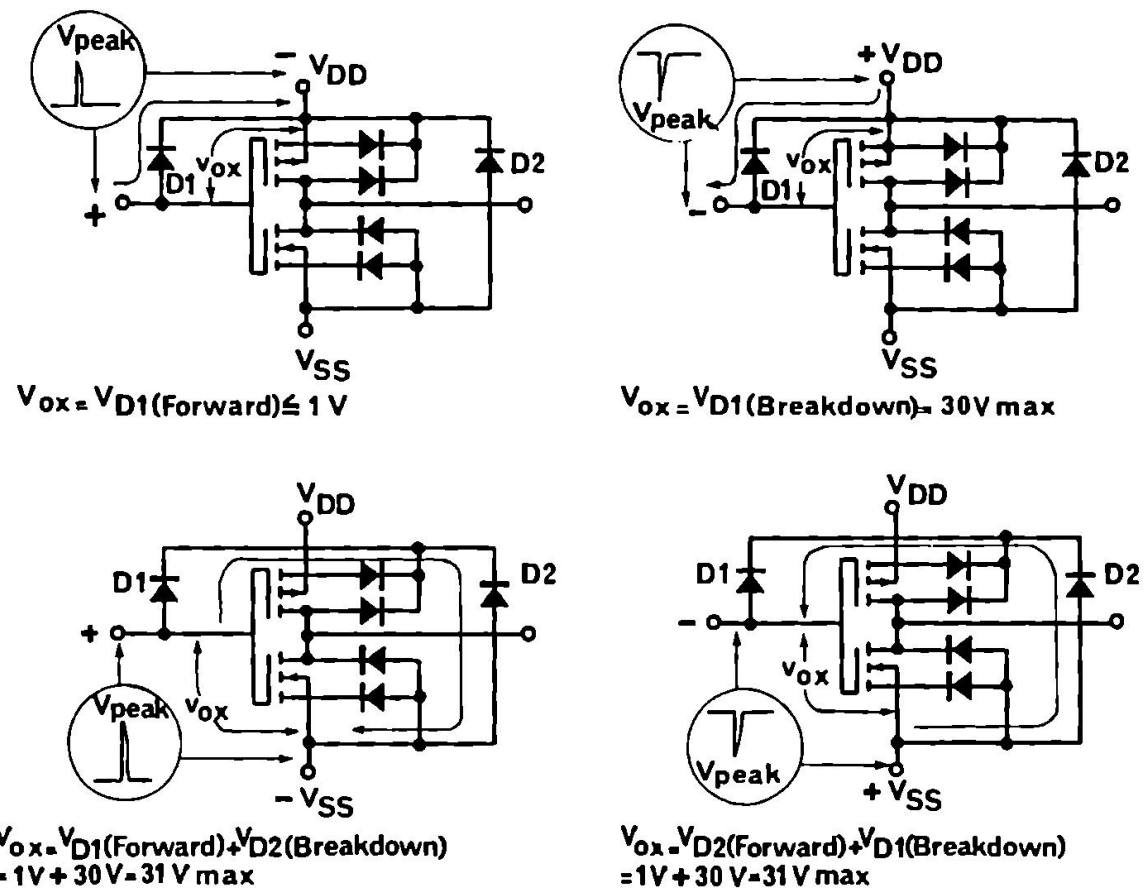 Vpeak
- VDD
D1
vox
D2
+
VSS
Vox = VD1(Forward) ≤ 1 V
Vpeak
+ VDD
D1
vox
D2
-
VSS
Vox = VD1(Breakdown) = 30V max
VDD
D1
D2
+
vox
Vpeak
- VSS
Vox = VD1(Forward)+VD2(Breakdown)
= 1V + 30 V = 31 V max
VDD
D1
D2
-
vox
Vpeak
+ VSS
Vox = VD2(Forward)+VD1(Breakdown)
= 1V + 30 V = 31 V max